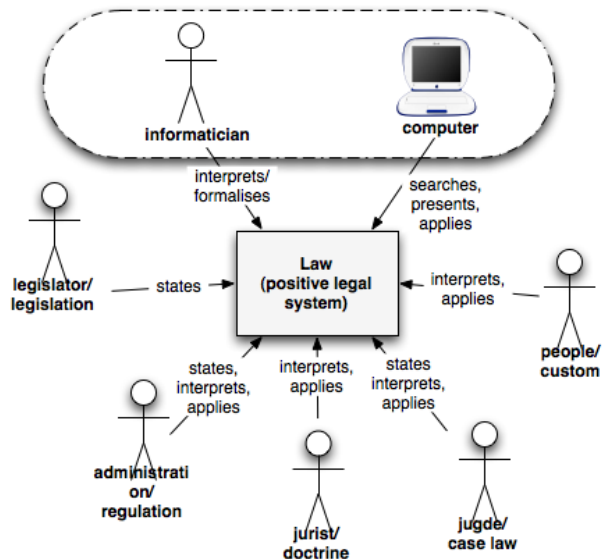 informatician
computer
interprets/
formalises
searches,
presents,
applies
legislator/
legislation
states
Law
(positive legal
system)
interprets,
applies
people/
custom
states,
interprets,
applies
interprets,
applies
states
interprets,
applies
administrati
on/
regulation
jurist/
doctrine
jugde/
case law